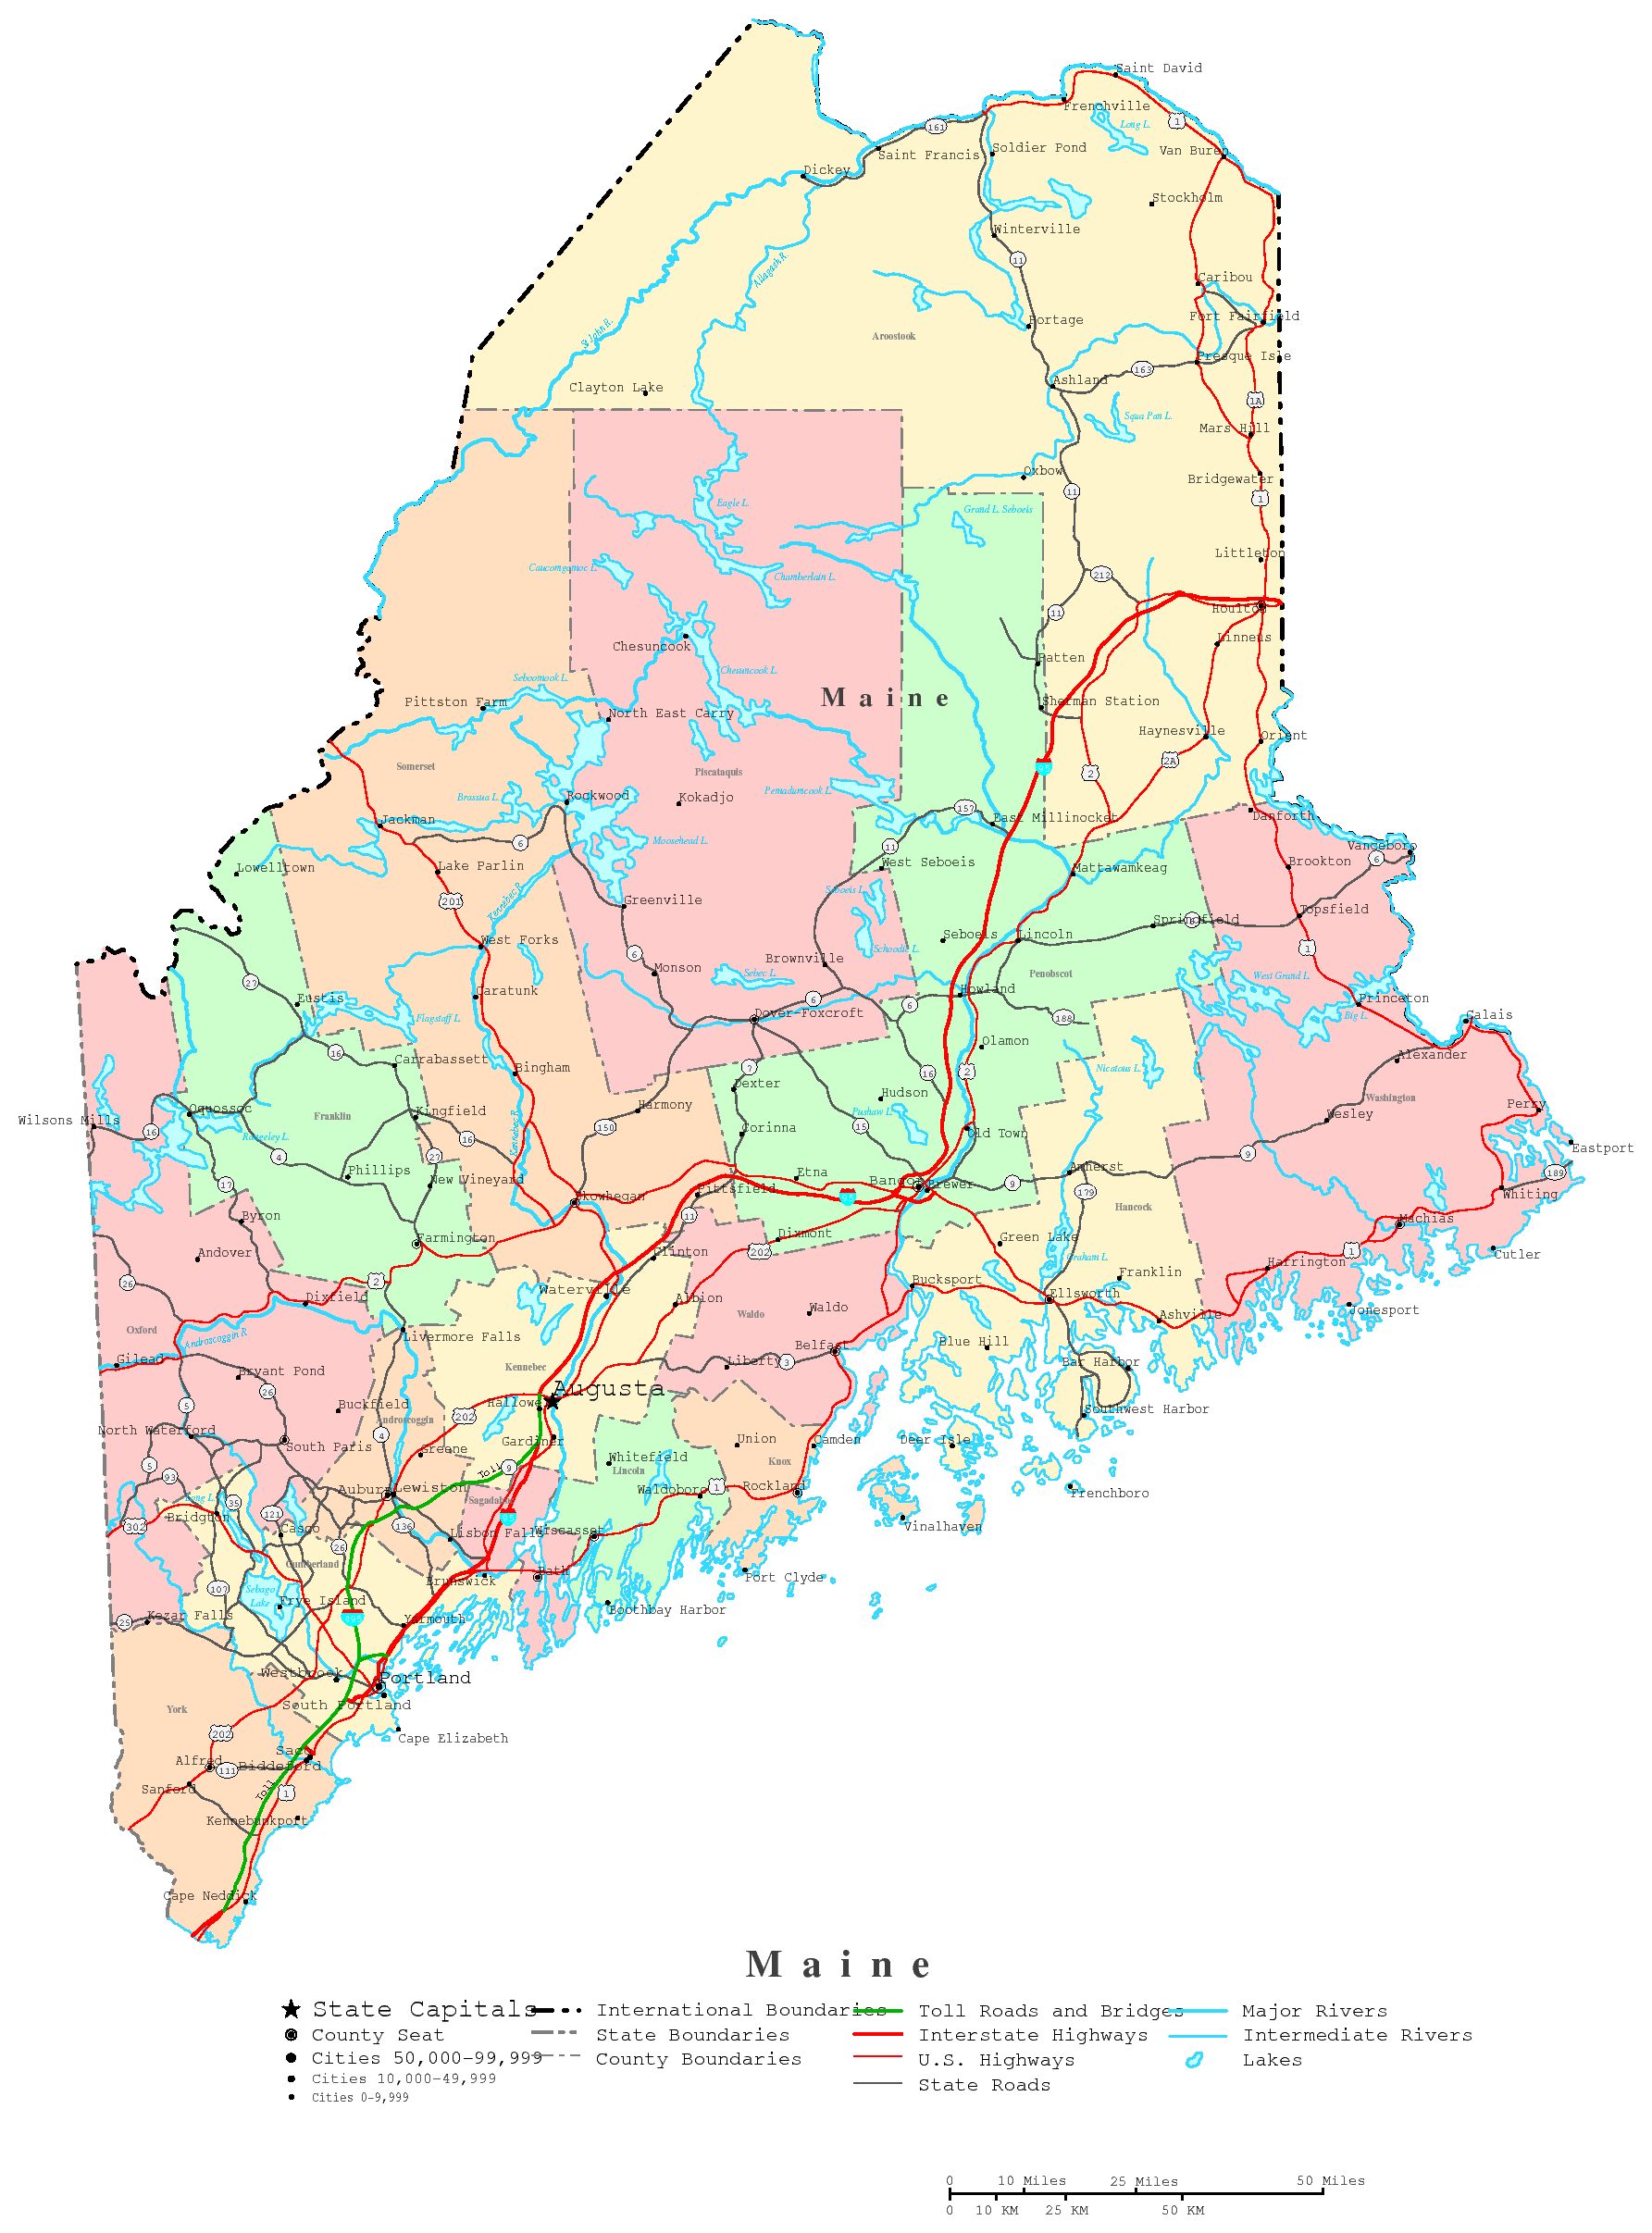 Saint David
Frenchville
Long L.
1
161
Saint Francis
Soldier Pond
Van Buren
Dickey
Stockholm
Winterville
11
Allagash R.
Caribou
Fort Fairfield
Portage
St John R.
Aroostook
Presque Isle
163
Clayton Lake
Ashland
1A
Squa Pan L.
Mars Hill
Oxbow
Bridgewater
11
1
Eagle L.
Grand L. Seboeis
Littleton
Caucomgomoc L.
Chamberlain L.
212
Houlton
11
Linneus
Chesuncook
Patten
Chesuncook L.
Seboomook L.
Maine
Pittston Farm
Sherman Station
North East Carry
Haynesville
Orient
Somerset
Piscataquis
2A
2
Brassua L.
Rockwood
Kokadjo
Pemadumcook L.
157
East Millinocket
Danforth
Jackman
6
Moosehead L.
11
Vanceboro
6
Lowelltown
Lake Parlin
West Seboeis
Mattawamkeag
Brookton
201
Kennebec R.
Greenville
Seboeis L.
Springfield
6
Topsfield
West Forks
Seboeis
Lincoln
Schoodic L.
1
6
Monson
Brownville
Sebec L.
Penobscot
West Grand L.
27
Caratunk
Howland
Eustis
6
6
Princeton
Flagstaff L.
Dover-Foxcroft
188
Big L.
Calais
16
Olamon
Carrabassett
Alexander
Bingham
7
16
2
Nicatous L.
Dexter
Hudson
Washington
Wilsons Mills
Oquossoc
Franklin
Kingfield
Harmony
Pushaw L.
Wesley
Perry
16
Rangeley L.
16
Kennebec R.
150
Corinna
15
Old Town
Eastport
4
27
9
189
17
Phillips
New Vineyard
Etna
Bangor
Brewer
9
Amherst
Skowhegan
Pittsfield
179
Whiting
Byron
11
Hancock
Machias
Andover
Farmington
Clinton
202
Dixmont
Green Lake
Graham L.
1
Cutler
26
2
Franklin
Harrington
Dixfield
Waterville
Bucksport
Ellsworth
Albion
Waldo
Waldo
Ashville
Jonesport
Oxford
Androscoggin R.
Livermore Falls
Belfast
Blue Hill
Gilead
Kennebec
Liberty
3
Bar Harbor
Bryant Pond
26
Augusta
5
Buckfield
Androscoggin
202
Hallowell
Southwest Harbor
North Waterford
4
South Paris
Greene
Gardiner
Union
Camden
Deer Isle
5
93
Toll
9
Whitefield
Lincoln
Knox
Long L.
35
Auburn
Lewiston
Sagadahoc
Waldoboro
1
Rockland
Frenchboro
302
Bridgton
121
Casco
136
Lisbon Falls
Wiscasset
Vinalhaven
26
Cumberland
107
Sebago
Lake
Brunswick
Bath
Port Clyde
Frye Island
25
Kezar Falls
Yarmouth
Boothbay Harbor
Westbrook
Portland
York
South Portland
202
Cape Elizabeth
Alfred
111
Saco
Biddeford
Sanford
Toll
1
Kennebunkport
Cape Neddick
Maine
State Capitals
International Boundaries
Toll Roads and Bridges
Major Rivers
County Seat
State Boundaries
Interstate Highways
Intermediate Rivers
Cities 50,000-99,999
County Boundaries
U.S. Highways
Lakes
Cities 10,000-49,999
State Roads
Cities 0-9,999
0 10 Miles 25 Miles 50 Miles
0 10 KM 25 KM 50 KM